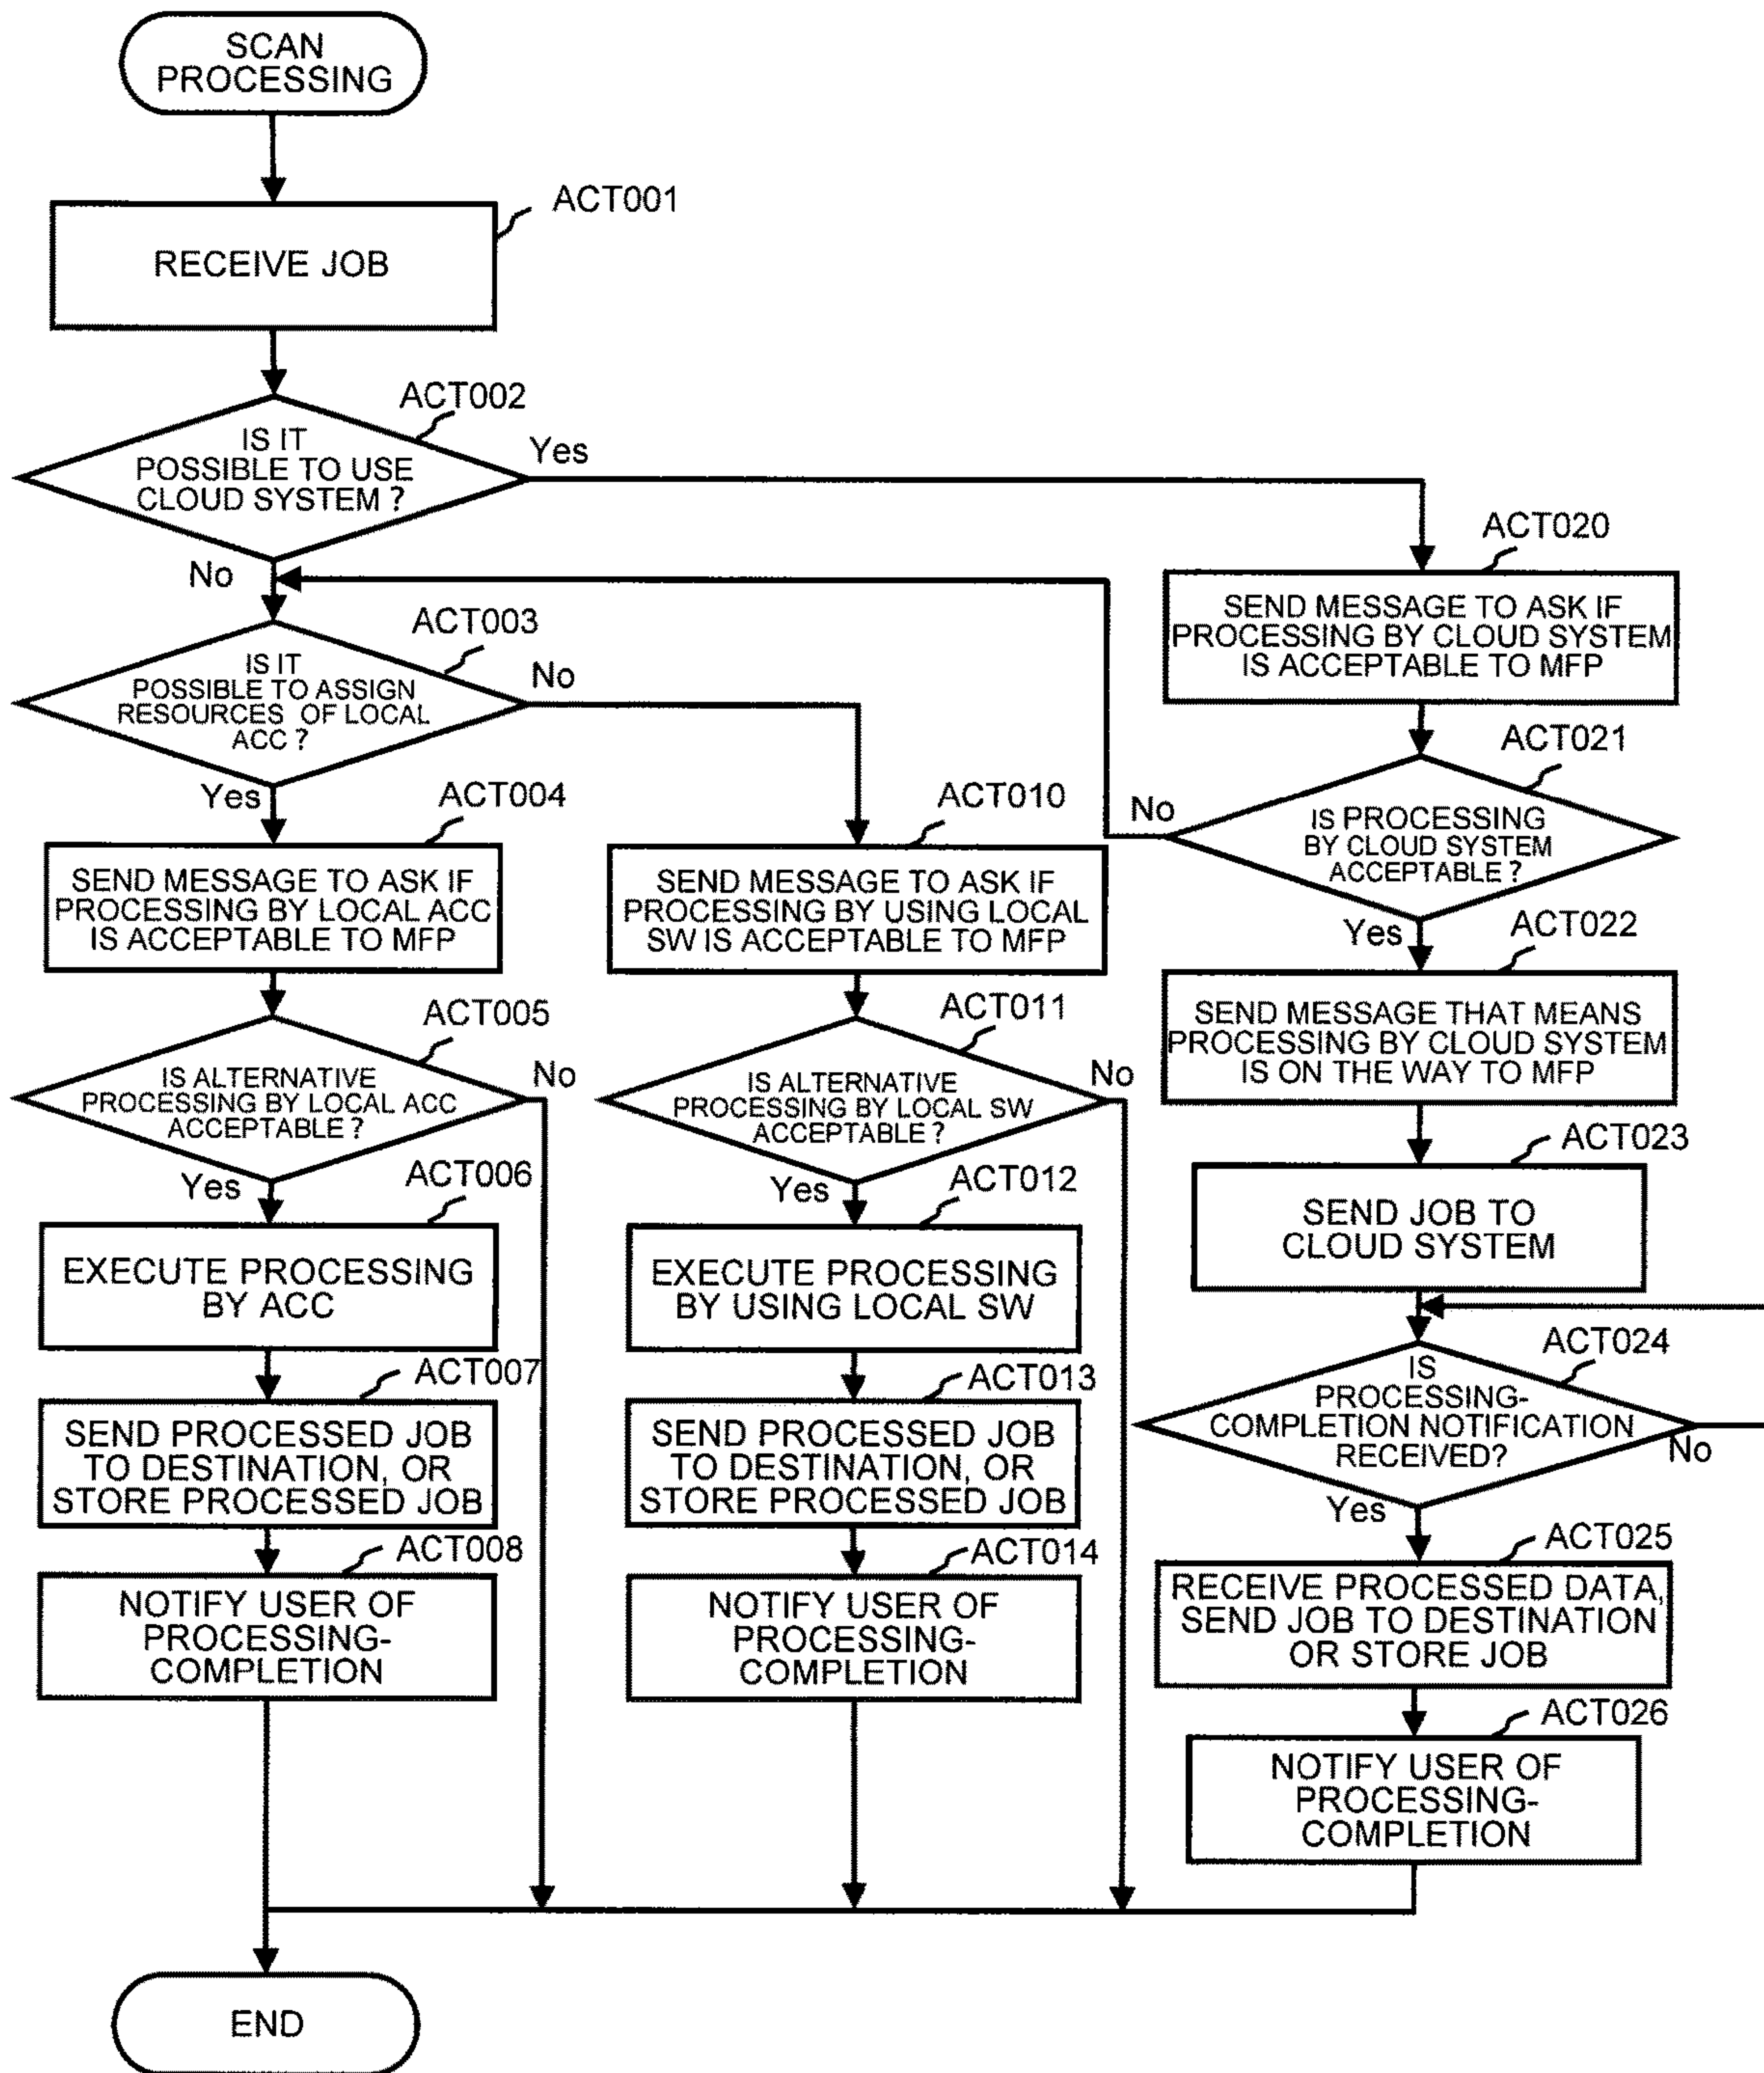 SCAN
PROCESSING
ACT001
RECEIVE JOB
ACT002
IS IT
POSSIBLE TO USE
CLOUD SYSTEM ?
Yes
No
ACT003
IS IT
POSSIBLE TO ASSIGN
RESOURCES OF LOCAL
ACC ?
No
Yes
ACT004
SEND MESSAGE TO ASK IF
PROCESSING BY LOCAL ACC
IS ACCEPTABLE TO MFP
ACT005
IS ALTERNATIVE
PROCESSING BY LOCAL ACC
ACCEPTABLE ?
No
Yes
ACT006
EXECUTE PROCESSING
BY ACC
ACT007
SEND PROCESSED JOB
TO DESTINATION, OR
STORE PROCESSED JOB
ACT008
NOTIFY USER OF
PROCESSING-
COMPLETION
ACT010
SEND MESSAGE TO ASK IF
PROCESSING BY USING LOCAL
SW IS ACCEPTABLE TO MFP
ACT011
IS ALTERNATIVE
PROCESSING BY LOCAL SW
ACCEPTABLE ?
No
Yes
ACT012
EXECUTE PROCESSING
BY USING LOCAL SW
ACT013
SEND PROCESSED JOB
TO DESTINATION, OR
STORE PROCESSED JOB
ACT014
NOTIFY USER OF
PROCESSING-
COMPLETION
ACT020
SEND MESSAGE TO ASK IF
PROCESSING BY CLOUD SYSTEM
IS ACCEPTABLE TO MFP
ACT021
No
IS PROCESSING
BY CLOUD SYSTEM
ACCEPTABLE ?
Yes
ACT022
SEND MESSAGE THAT MEANS
PROCESSING BY CLOUD SYSTEM
IS ON THE WAY TO MFP
ACT023
SEND JOB TO
CLOUD SYSTEM
ACT024
IS
PROCESSING-
COMPLETION NOTIFICATION
RECEIVED?
No
Yes
ACT025
RECEIVE PROCESSED DATA,
SEND JOB TO DESTINATION
OR STORE JOB
ACT026
NOTIFY USER OF
PROCESSING-
COMPLETION
END